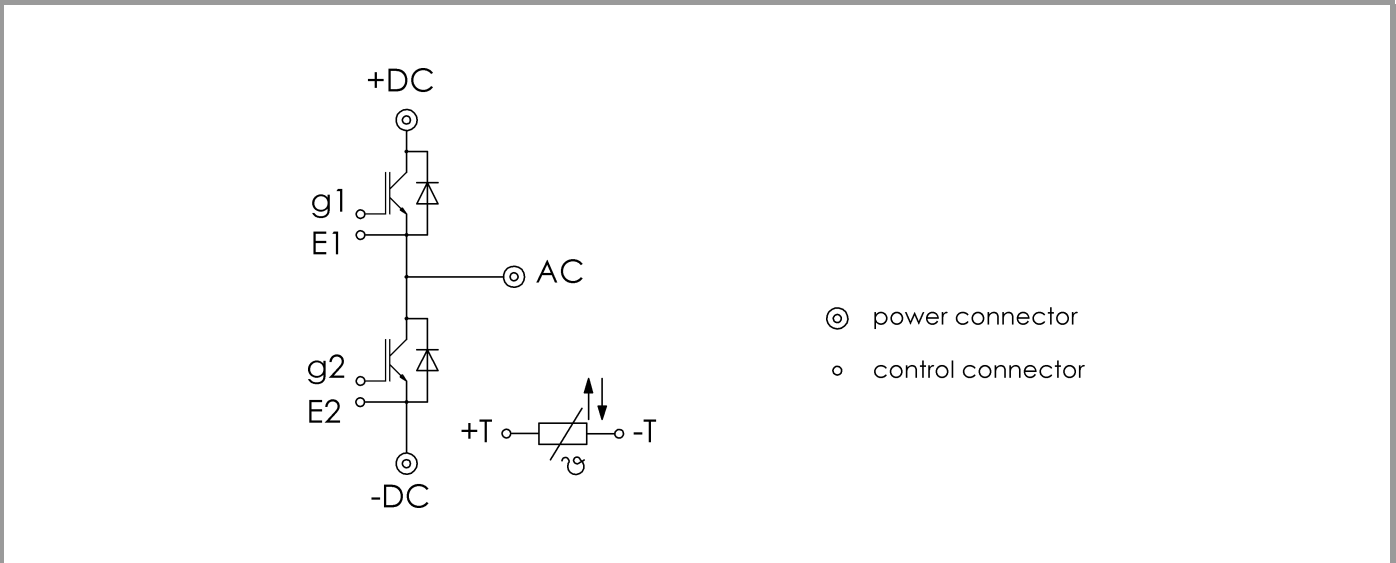 +DC
g1
E1
AC
power connector
g2
control connector
E2
+T
-T
ϑ
-DC